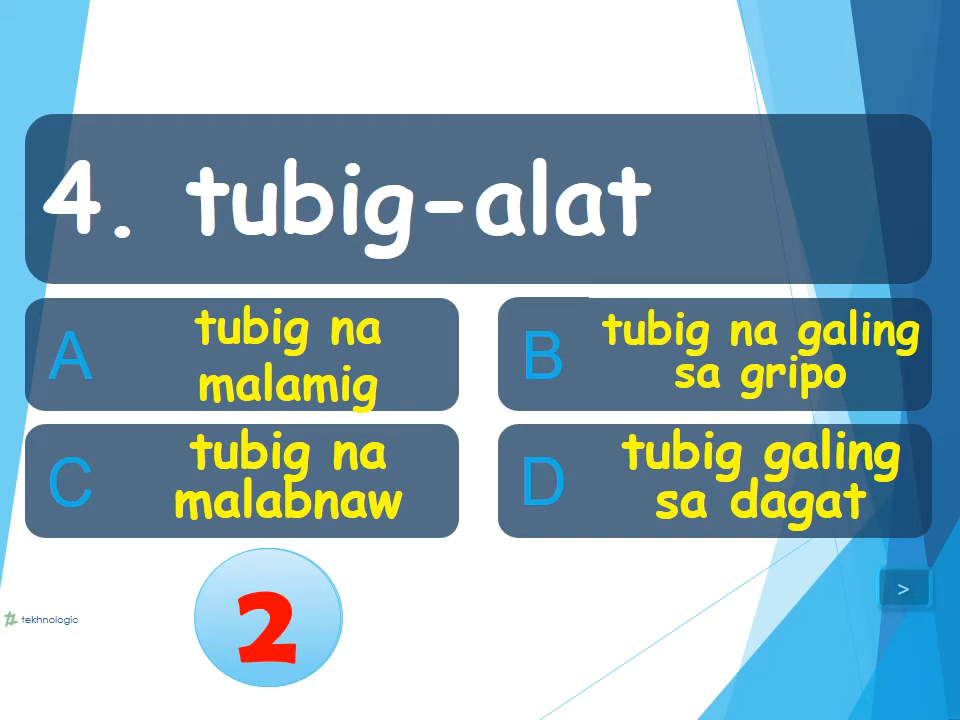 4. tubig-alat
A
tubig na
malamig
B
tubig na galing
sa gripo
C
tubig na
malabnaw
D
tubig galing
sa dagat
2
>
tekhnologic